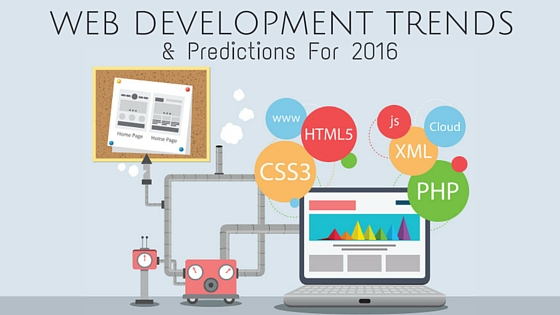 WEB DEVELOPMENT TRENDS
& Predictions For 2016
Home Page
Home Page
www
HTML5
CSS3
js
Cloud
XML
PHP